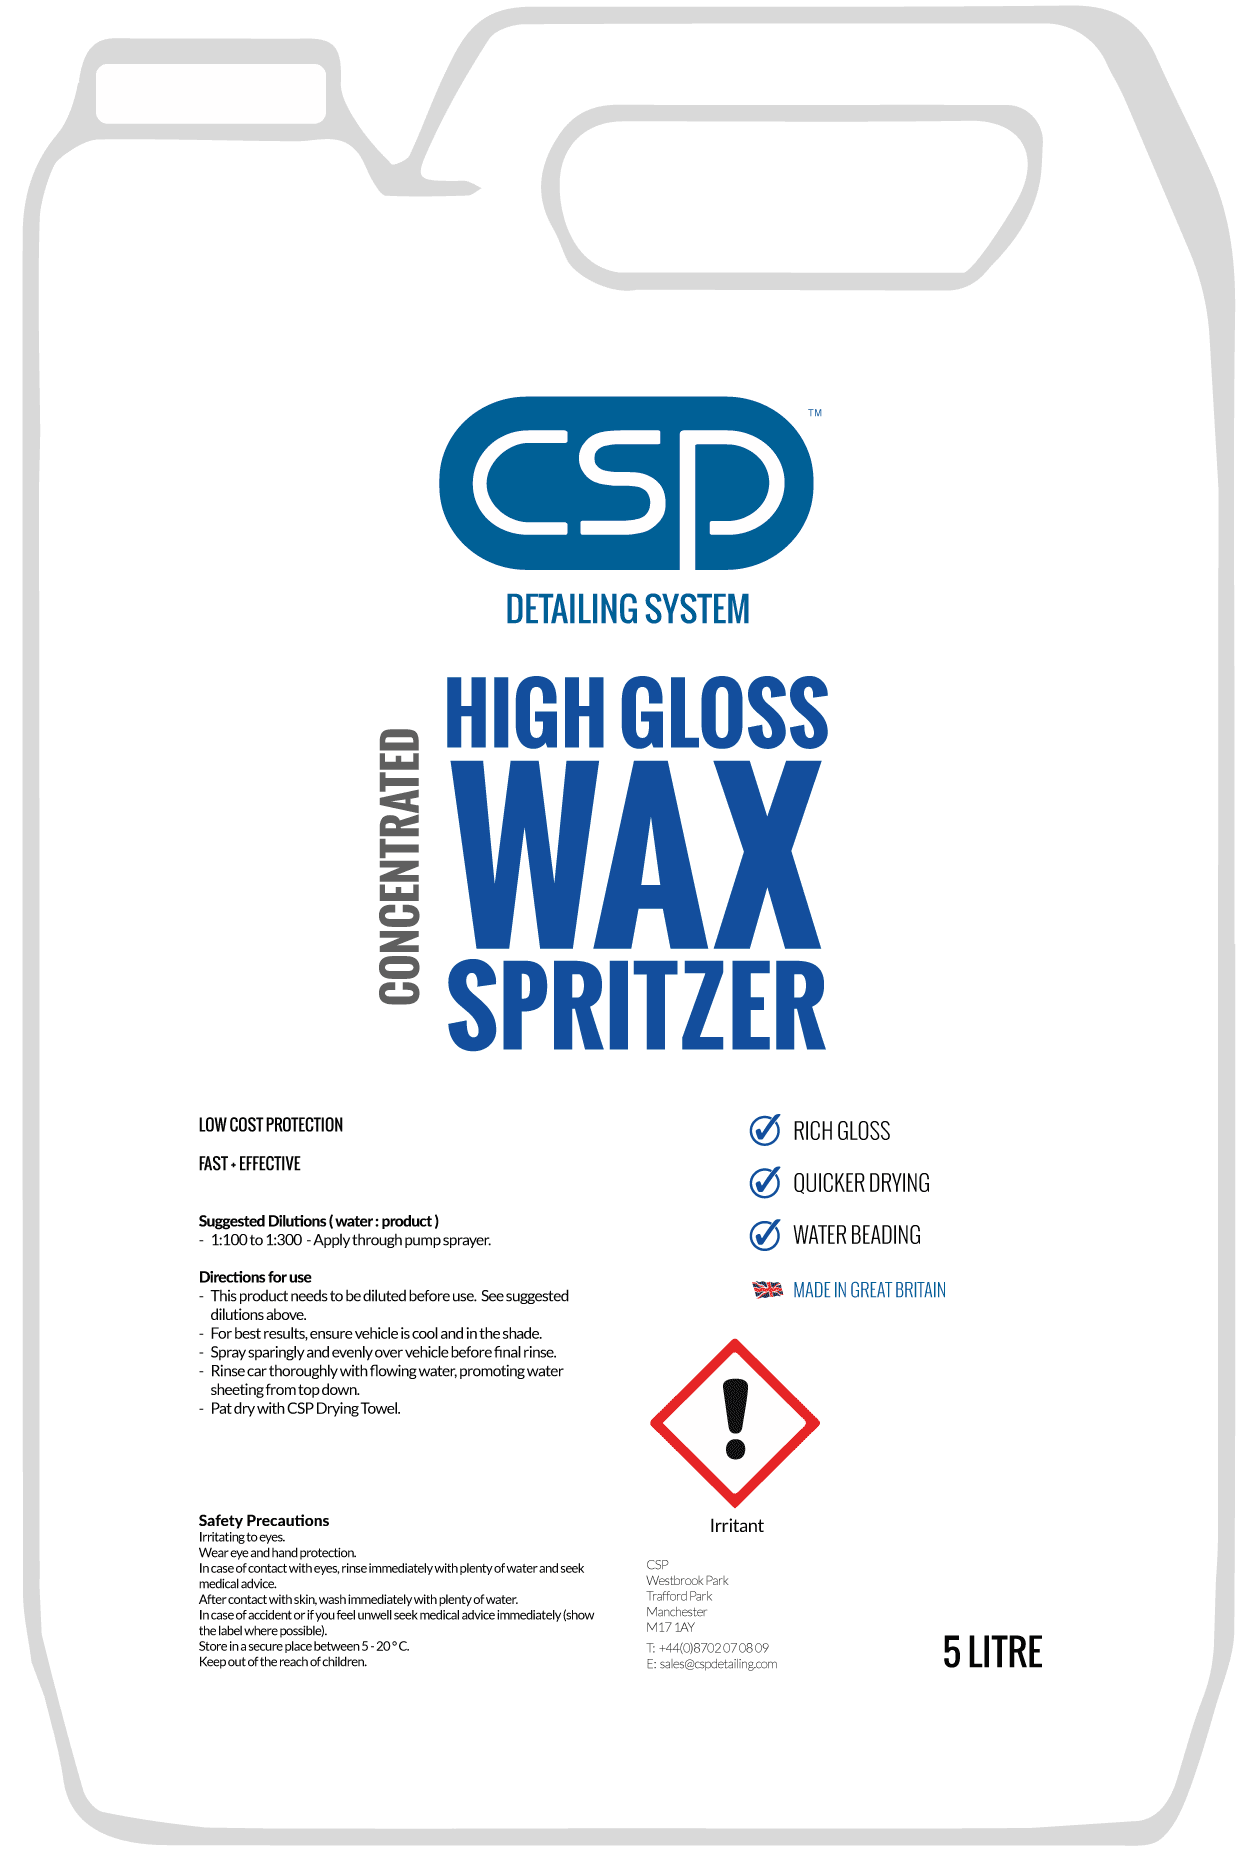 CSP
TM
DETAILING SYSTEM
CONCENTRATED
HIGH GLOSS
WAX
SPRITZER
LOW COST PROTECTION
FAST + EFFECTIVE
Suggested Dilutions ( water : product )
- 1:100 to 1:300 - Apply through pump sprayer.
Directions for use
- This product needs to be diluted before use. See suggested
dilutions above.
- For best results, ensure vehicle is cool and in the shade.
- Spray sparingly and evenly over vehicle before final rinse.
- Rinse car thoroughly with flowing water, promoting water
sheeting from top down.
- Pat dry with CSP Drying Towel.
RICH GLOSS
QUICKER DRYING
WATER BEADING
MADE IN GREAT BRITAIN
Irritant
Safety Precautions
Irritating to eyes.
Wear eye and hand protection.
In case of contact with eyes, rinse immediately with plenty of water and seek
medical advice.
After contact with skin, wash immediately with plenty of water.
In case of accident or if you feel unwell seek medical advice immediately (show
the label where possible).
Store in a secure place between 5 - 20 ° C.
Keep out of the reach of children.
CSP
Westbrook Park
Trafford Park
Manchester
M17 1AY
T: +44(0)8702 07 08 09
E: sales@cspdetailing.com
5 LITRE